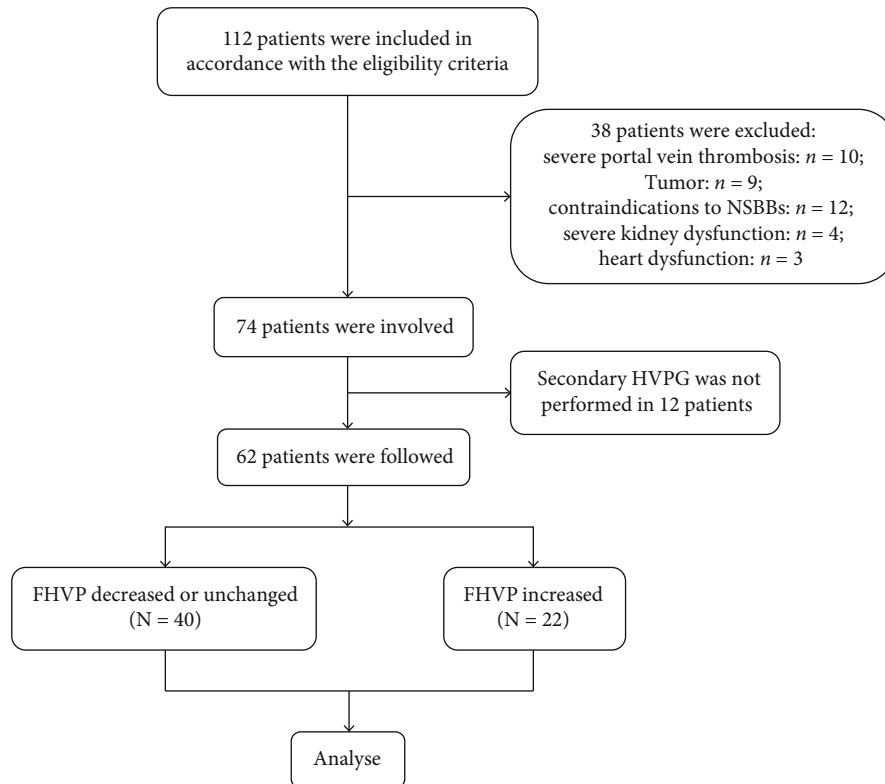 112 patients were included in
accordance with the eligibility criteria
38 patients were excluded:
severe portal vein thrombosis: n = 10;
Tumor: n = 9;
contraindications to NSBBs: n = 12;
severe kidney dysfunction: n = 4;
heart dysfunction: n = 3
74 patients were involved
Secondary HVPG was not
performed in 12 patients
62 patients were followed
FHVP decreased or unchanged
(N = 40)
FHVP increased
(N = 22)
Analyse